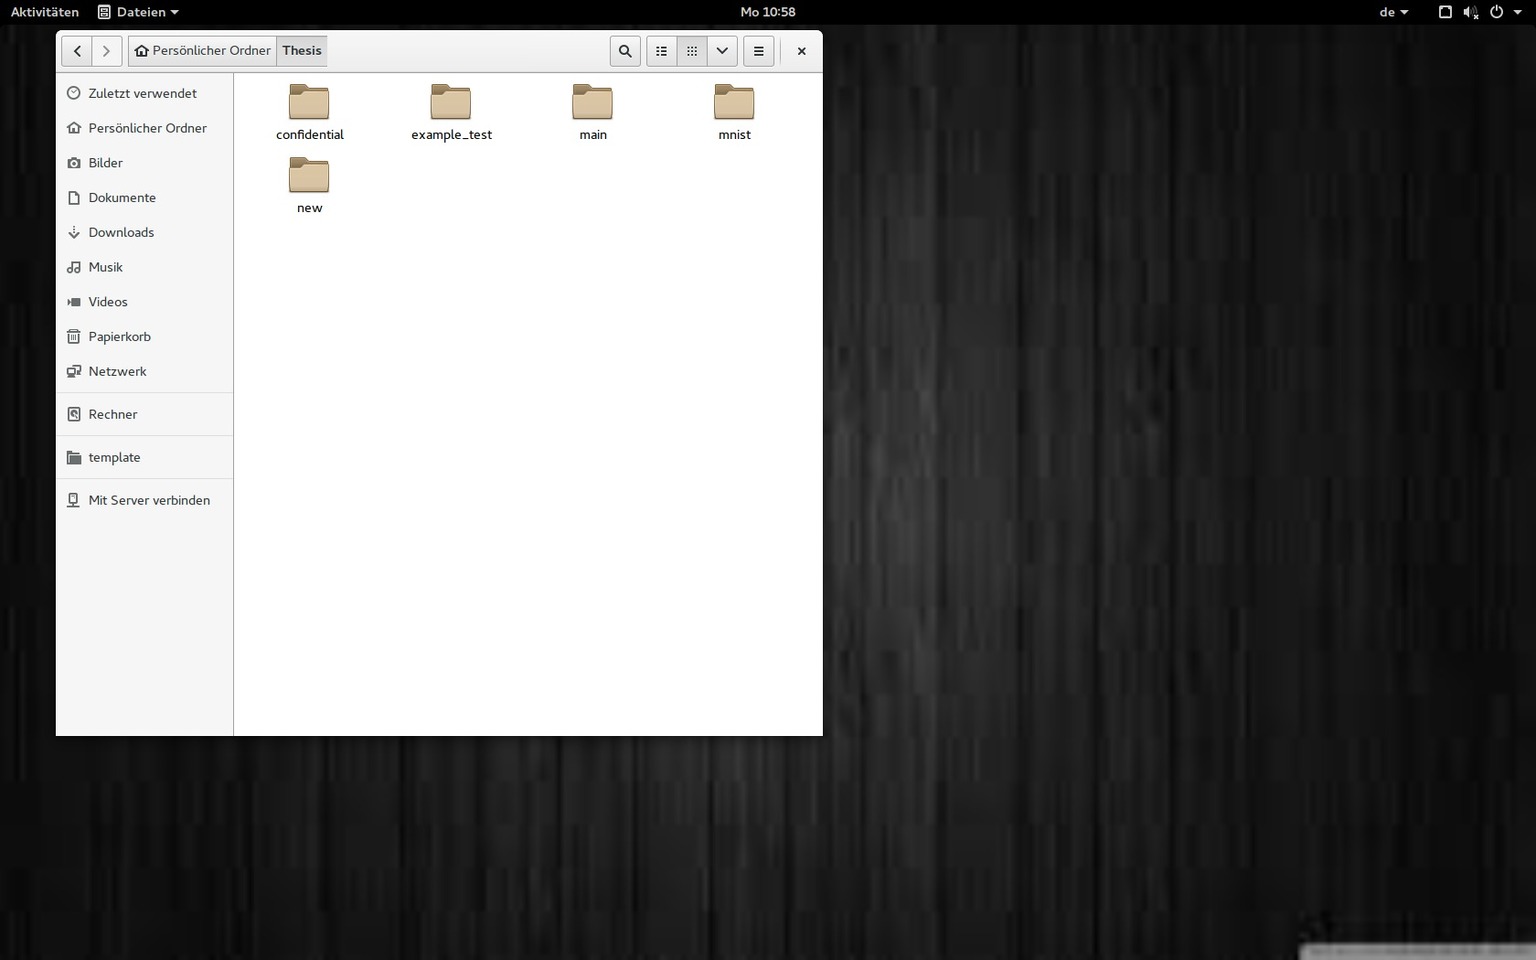 Aktivitäten Dateien Mo 10:58 de
Persönlicher Ordner Thesis
Zuletzt verwendet
Persönlicher Ordner
Bilder
Dokumente
Downloads
Musik
Videos
Papierkorb
Netzwerk
Rechner
template
Mit Server verbinden
confidential example_test main mnist
new